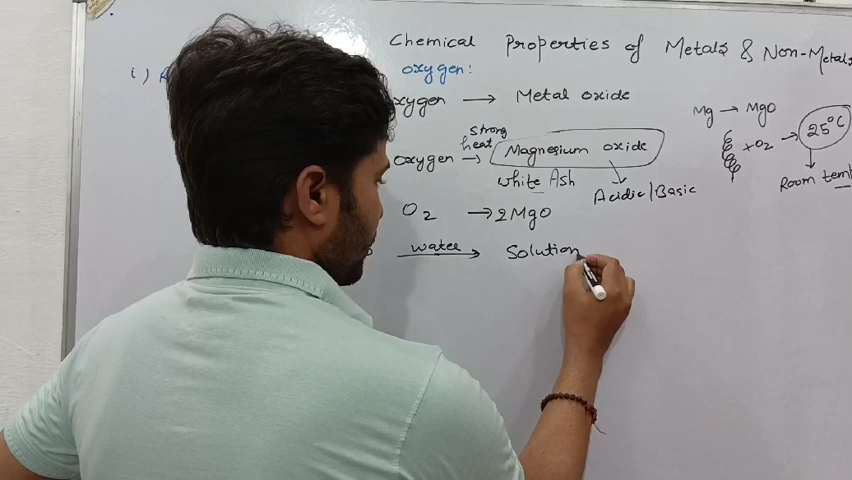 Chemical Properties of Metals & Non-Metals
i) oxygen:
oxygen → Metal oxide
Mg → MgO
+O2 → 25°C
strong
heat
oxygen → Magnesium oxide
white Ash
Acidic/Basic
Room temp
O2 → 2MgO
water → Solution